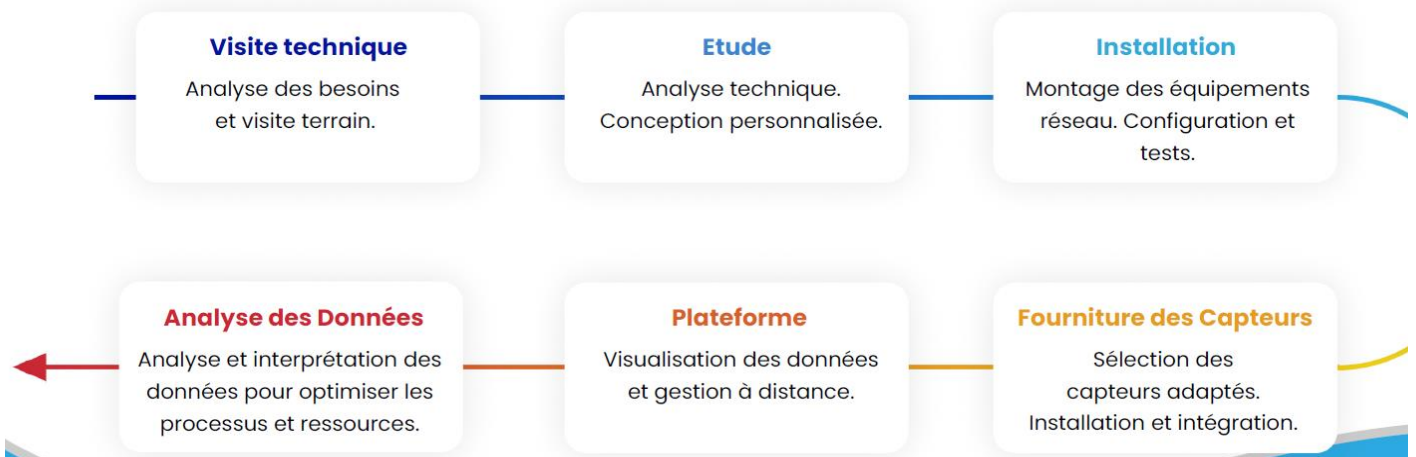 Visite technique
Analyse des besoins
et visite terrain.
Etude
Analyse technique.
Conception personnalisée.
Installation
Montage des équipements
réseau. Configuration et
tests.
Fourniture des Capteurs
Sélection des
capteurs adaptés.
Installation et intégration.
Plateforme
Visualisation des données
et gestion à distance.
Analyse des Données
Analyse et interprétation des
données pour optimiser les
processus et ressources.